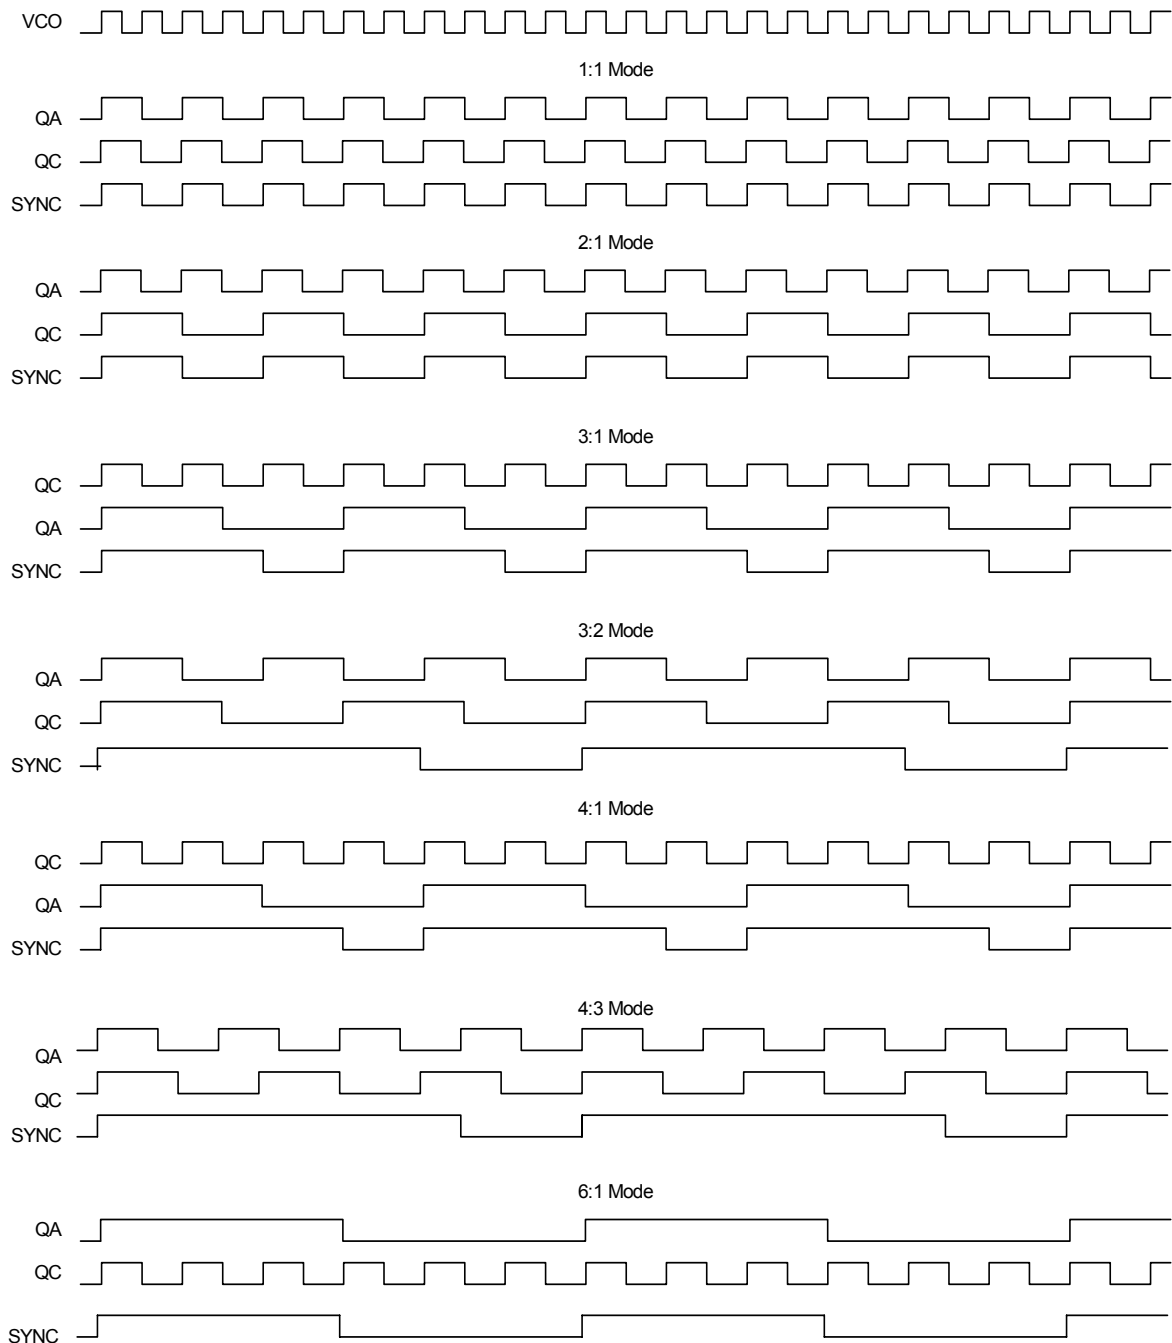 VCO
1:1 Mode
QA
QC
SYNC
2:1 Mode
QA
QC
SYNC
3:1 Mode
QC
QA
SYNC
3:2 Mode
QA
QC
SYNC
4:1 Mode
QC
QA
SYNC
4:3 Mode
QA
QC
SYNC
6:1 Mode
QA
QC
SYNC